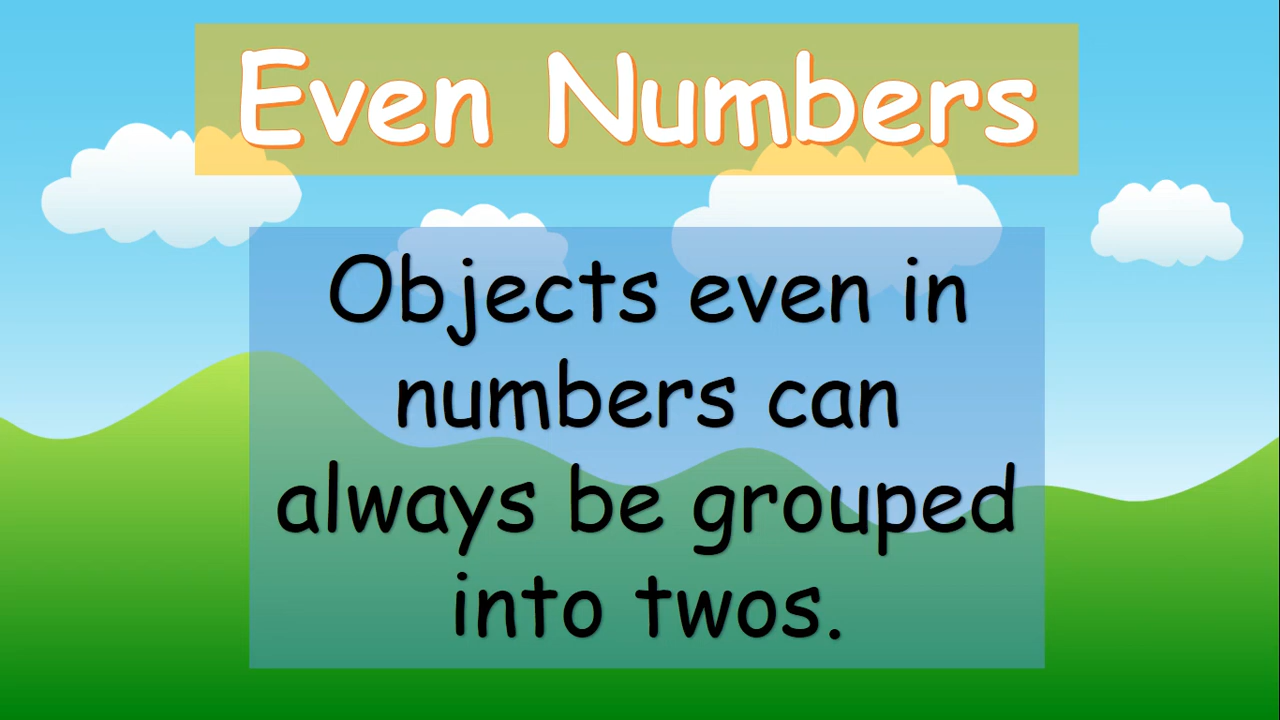 Even Numbers
Objects even in
numbers can
always be grouped
into twos.